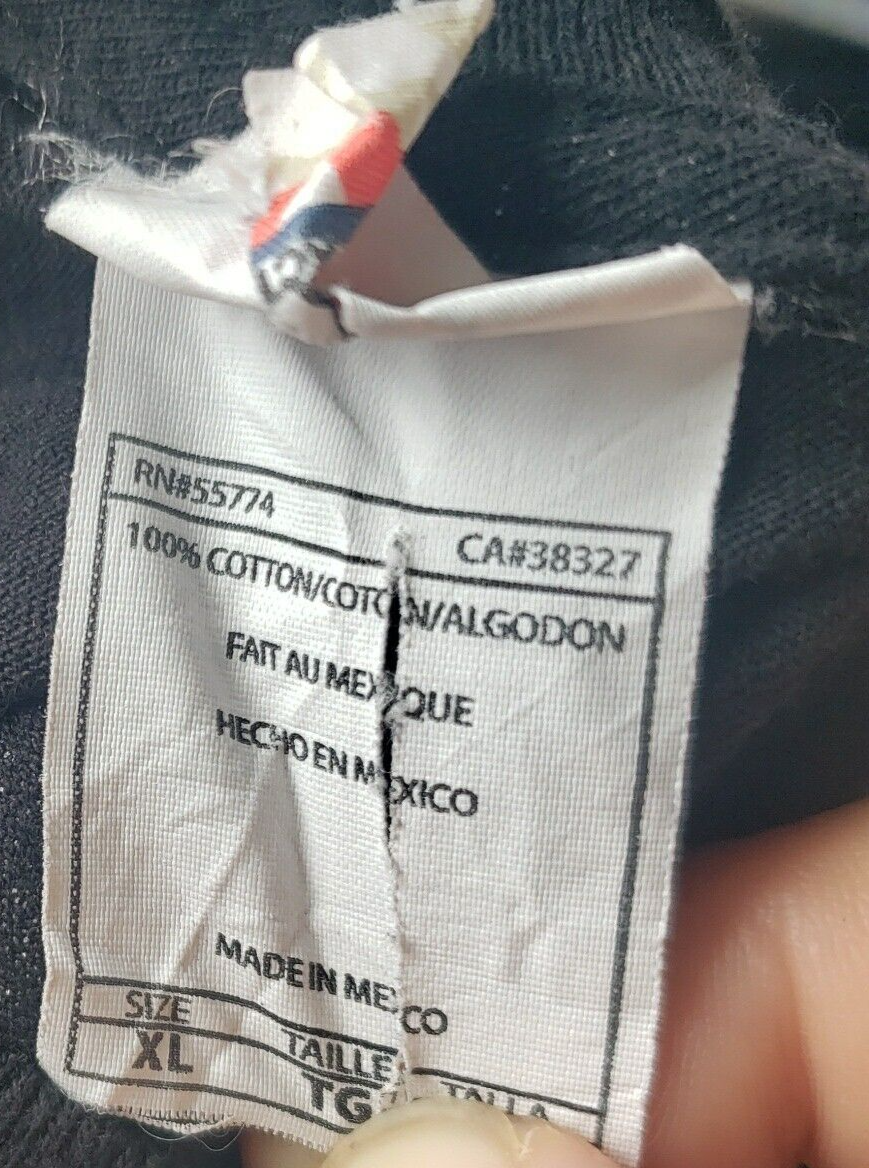 RN#55774 CA#38327
100% COTTON/COTON/ALGODON
FAIT AU MEXIQUE
HECHO EN MEXICO
MADE IN MEXICO
SIZE TAILLE TALLA
XL TG